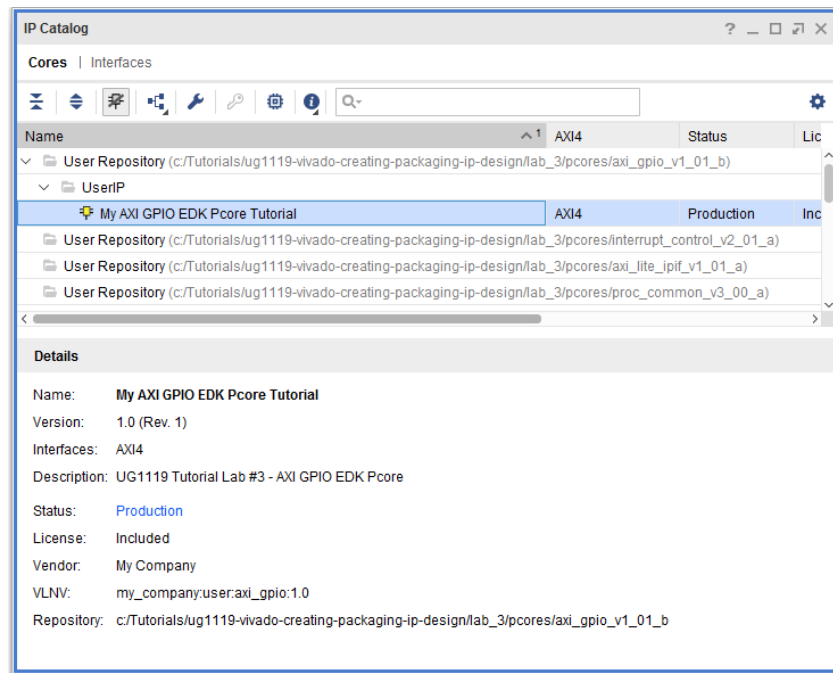 IP Catalog
Cores | Interfaces
Name 1 AXI4 Status Lic
User Repository (c:/Tutorials/ug1119-vivado-creating-packaging-ip-design/lab_3/pcores/axi_gpio_v1_01_b)
UserIP
My AXI GPIO EDK Pcore Tutorial AXI4 Production Inc
User Repository (c:/Tutorials/ug1119-vivado-creating-packaging-ip-design/lab_3/pcores/interrupt_control_v2_01_a)
User Repository (c:/Tutorials/ug1119-vivado-creating-packaging-ip-design/lab_3/pcores/axi_lite_ipif_v1_01_a)
User Repository (c:/Tutorials/ug1119-vivado-creating-packaging-ip-design/lab_3/pcores/proc_common_v3_00_a)
Details
Name: My AXI GPIO EDK Pcore Tutorial
Version: 1.0 (Rev. 1)
Interfaces: AXI4
Description: UG1119 Tutorial Lab #3 - AXI GPIO EDK Pcore
Status: Production
License: Included
Vendor: My Company
VLNV: my_company:user:axi_gpio:1.0
Repository: c:/Tutorials/ug1119-vivado-creating-packaging-ip-design/lab_3/pcores/axi_gpio_v1_01_b